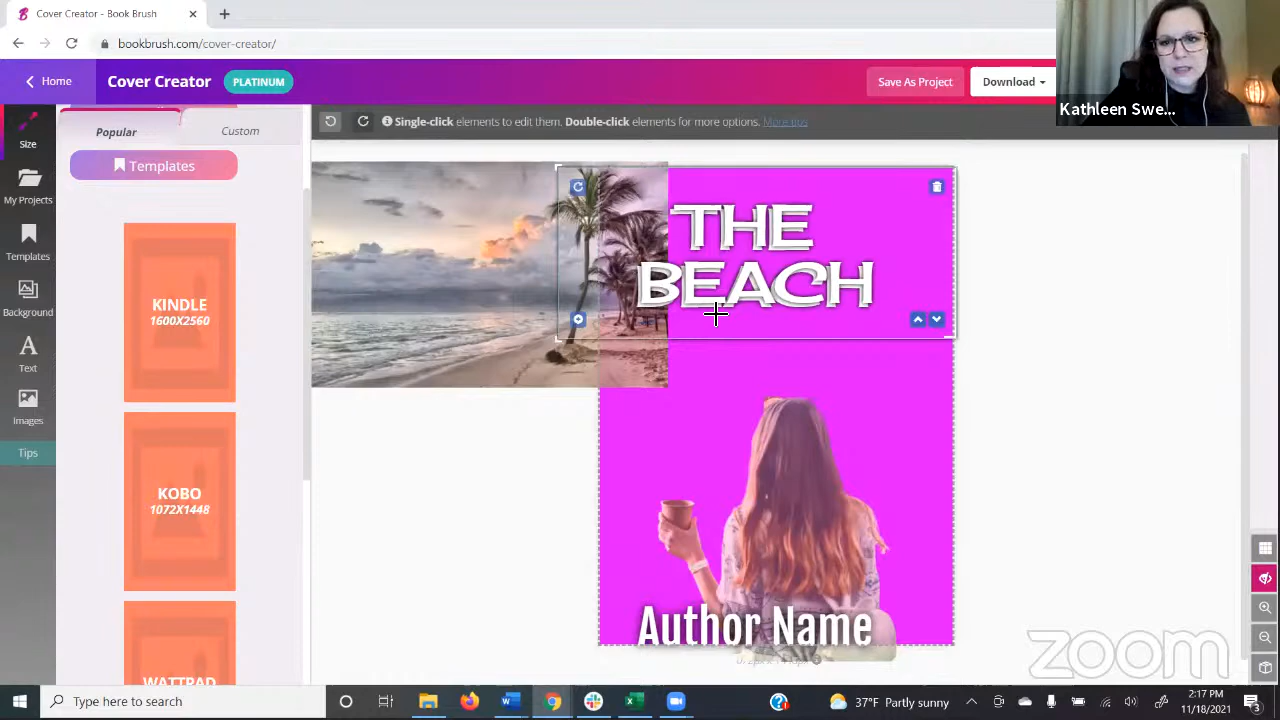 Cover Creator - Book Brush
bookbrush.com/cover-creator/
Home
Cover Creator
PLATINUM
Save As Project
Download
Kathleen Swe...
Size
My Projects
Templates
Background
Text
Images
Tips
Popular
Custom
Templates
KINDLE
1600X2560
KOBO
1072X1448
WATTPAD
Single-click elements to edit them. Double-click elements for more options. More tips
THE
BEACH
Author Name
zoom
Type here to search
37°F Partly sunny
2:17 PM
11/18/2021
3